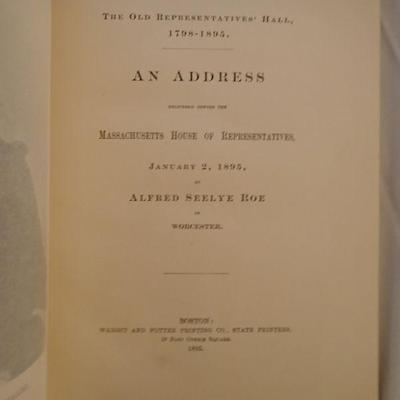 The Old Representatives' Hall,
1798-1895.
AN ADDRESS
DELIVERED BEFORE THE
Massachusetts House of Representatives,
January 2, 1895,
BY
Alfred Seelye Roe
OF
WORCESTER.
BOSTON:
WRIGHT AND POTTER PRINTING CO., STATE PRINTERS,
18 Post Office Square.
1895.